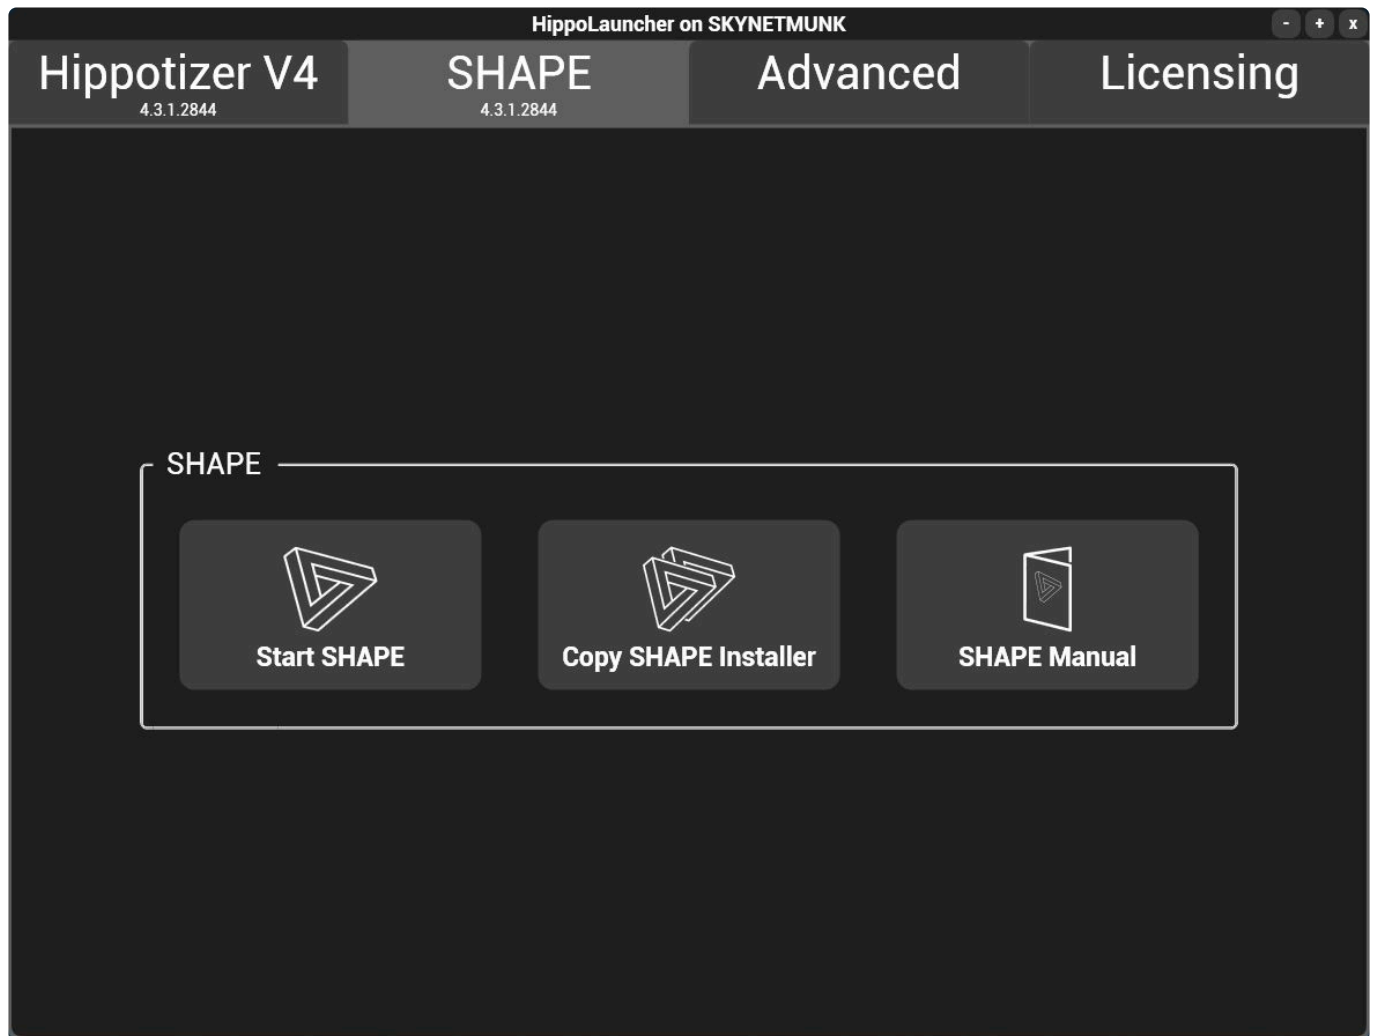 HippoLauncher on SKYNETMUNK
- + x
Hippotizer V4 SHAPE Advanced Licensing
4.3.1.2844 4.3.1.2844
SHAPE
Start SHAPE Copy SHAPE Installer SHAPE Manual